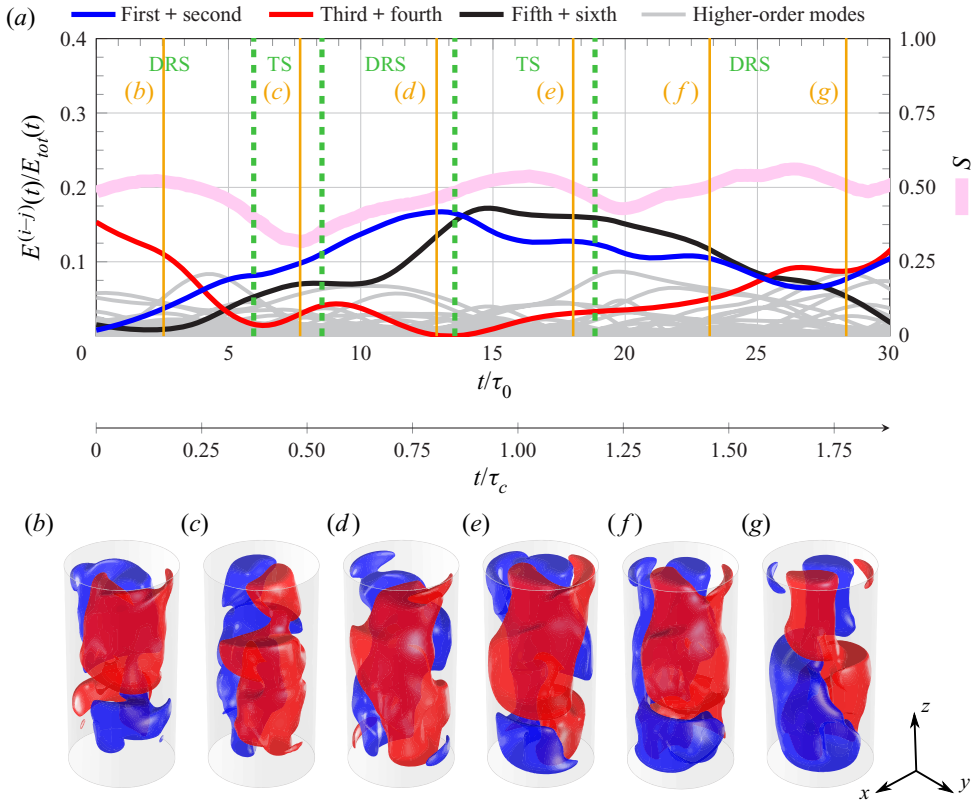 (a) First + second Third + fourth Fifth + sixth Higher-order modes
0.4 1.00
DRS TS DRS TS DRS
(b) (c) (d) (e) (f) (g)
0.3 0.75
E^(i–j)(t)/E_tot(t)
0.2 0.50
S
0.1 0.25
0
0 5 10 15 20 25 30
t/τ_0
0 0.25 0.50 0.75 1.00 1.25 1.50 1.75
t/τ_c
(b) (c) (d) (e) (f) (g)
z
x y